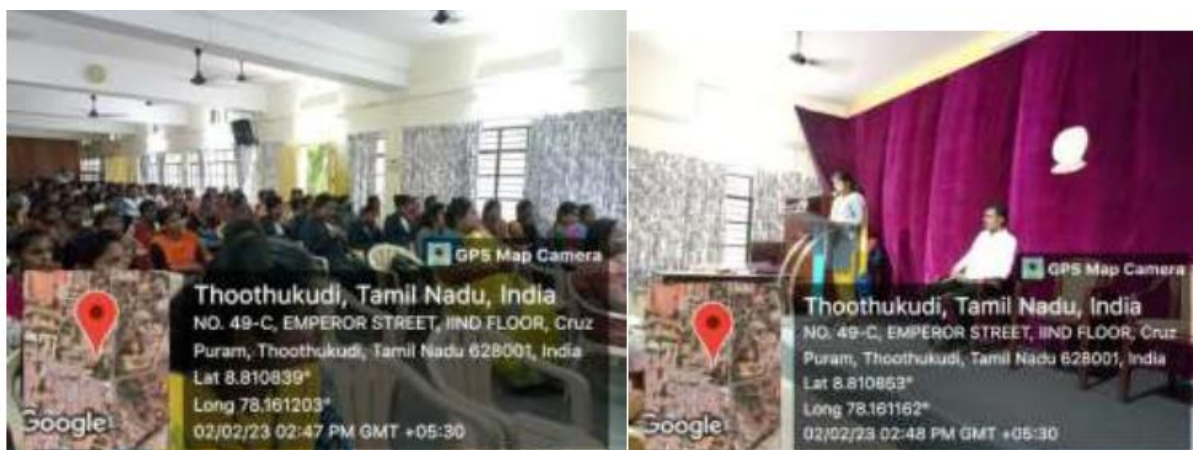 GPS Map Camera
Thoothukudi, Tamil Nadu, India
NO. 49-C, EMPEROR STREET, IIND FLOOR, Cruz
Puram, Thoothukudi, Tamil Nadu 628001, India
Lat 8.810839°
Long 78.161203°
02/02/23 02:47 PM GMT +05:30
Google
GPS Map Camera
Thoothukudi, Tamil Nadu, India
NO. 49-C, EMPEROR STREET, IIND FLOOR, Cruz
Puram, Thoothukudi, Tamil Nadu 628001, India
Lat 8.810853°
Long 78.161162°
02/02/23 02:48 PM GMT +05:30
Google